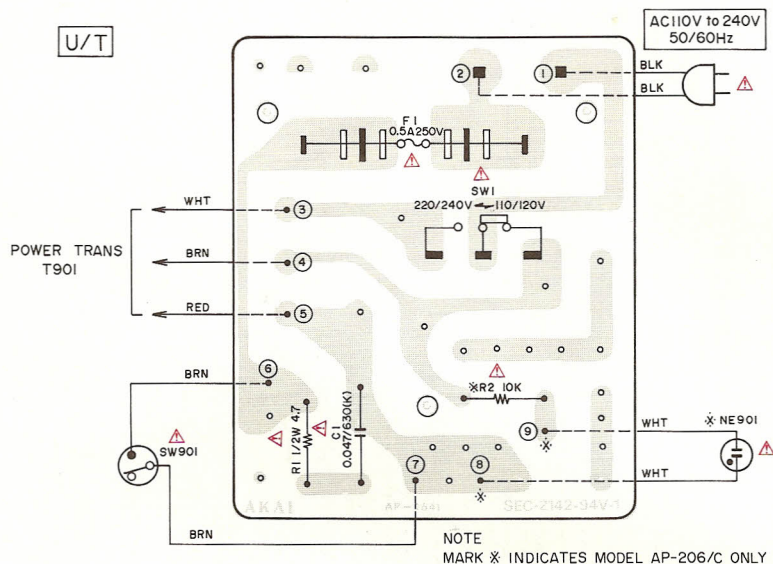 U/T
AC110V to 240V
50/60Hz
2
1
BLK
BLK
F1
0.5A250V
SW1
220/240V 110/120V
WHT
3
POWER TRANS
T901
BRN
4
RED
5
6
BRN
※R2 10K
R1 1/2W 4.7
C1
0.047/630(K)
9
※
WHT
※NE901
SW901
7
8
※
WHT
AKAI
SEC-2142-94V-1
BRN
NOTE
MARK ※ INDICATES MODEL AP-206/C ONLY